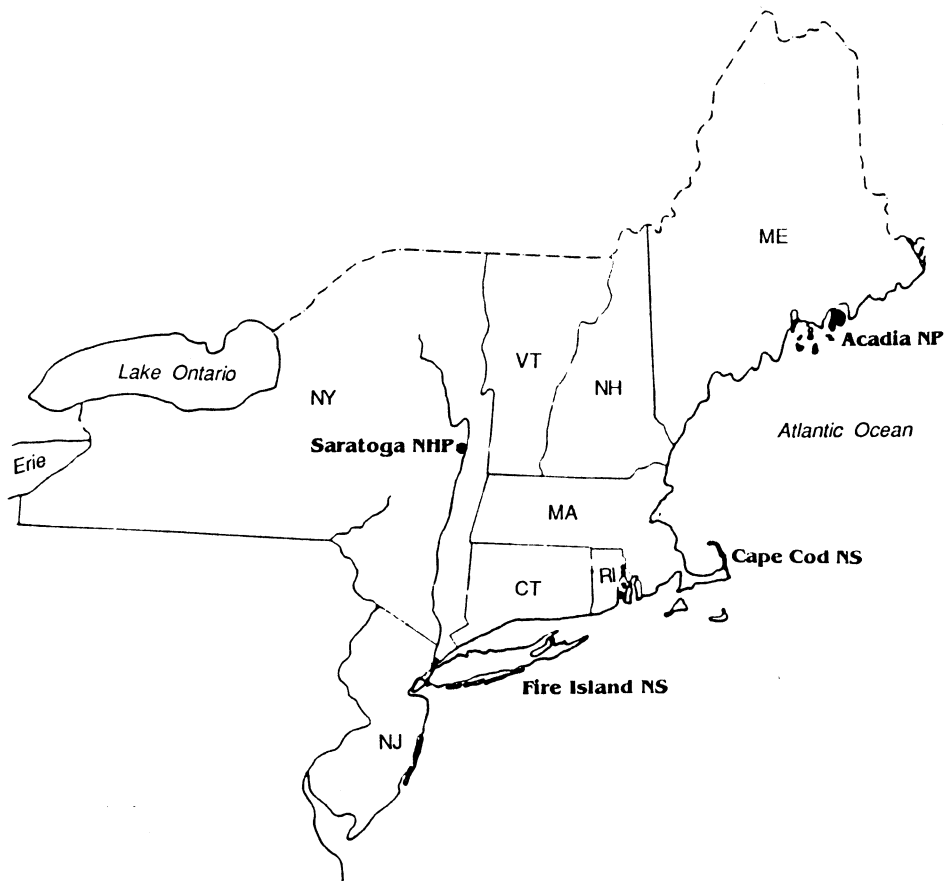 ME
Acadia NP
VT
Lake Ontario
NH
NY
Atlantic Ocean
Saratoga NHP
Erie
MA
Cape Cod NS
RI
CT
Fire Island NS
NJ